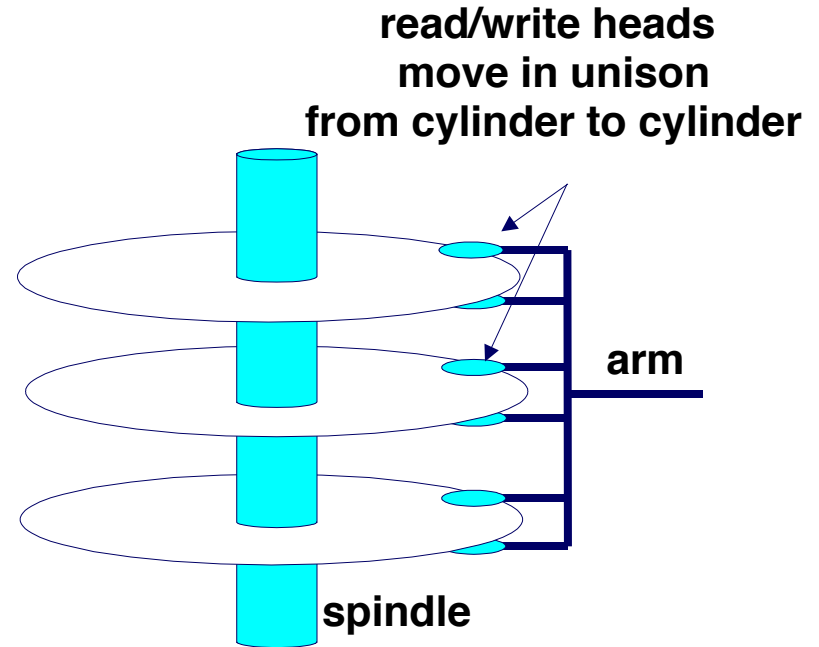 read/write heads
move in unison
from cylinder to cylinder
arm
spindle